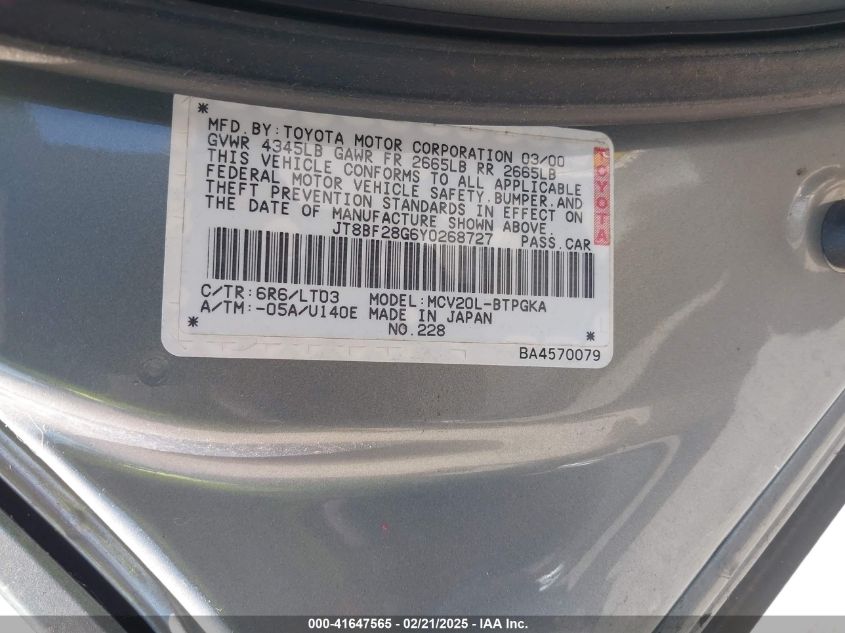 *
MFD. BY: TOYOTA MOTOR CORPORATION 03/00
GVWR 4345LB GAWR FR 2665LB RR 2665LB
THIS VEHICLE CONFORMS TO ALL APPLICABLE
FEDERAL MOTOR VEHICLE SAFETY, BUMPER, AND
THEFT PREVENTION STANDARDS IN EFFECT ON
THE DATE OF MANUFACTURE SHOWN ABOVE.
JT8BF28G6Y0268727 PASS. CAR
TOYOTA
C/TR: 6R6/LT03 MODEL: MCV20L-BTPGKA
A/TM: -05A/U140E MADE IN JAPAN
* NO. 228 *
BA4570079
000-41647565 - 02/21/2025 - IAA Inc.